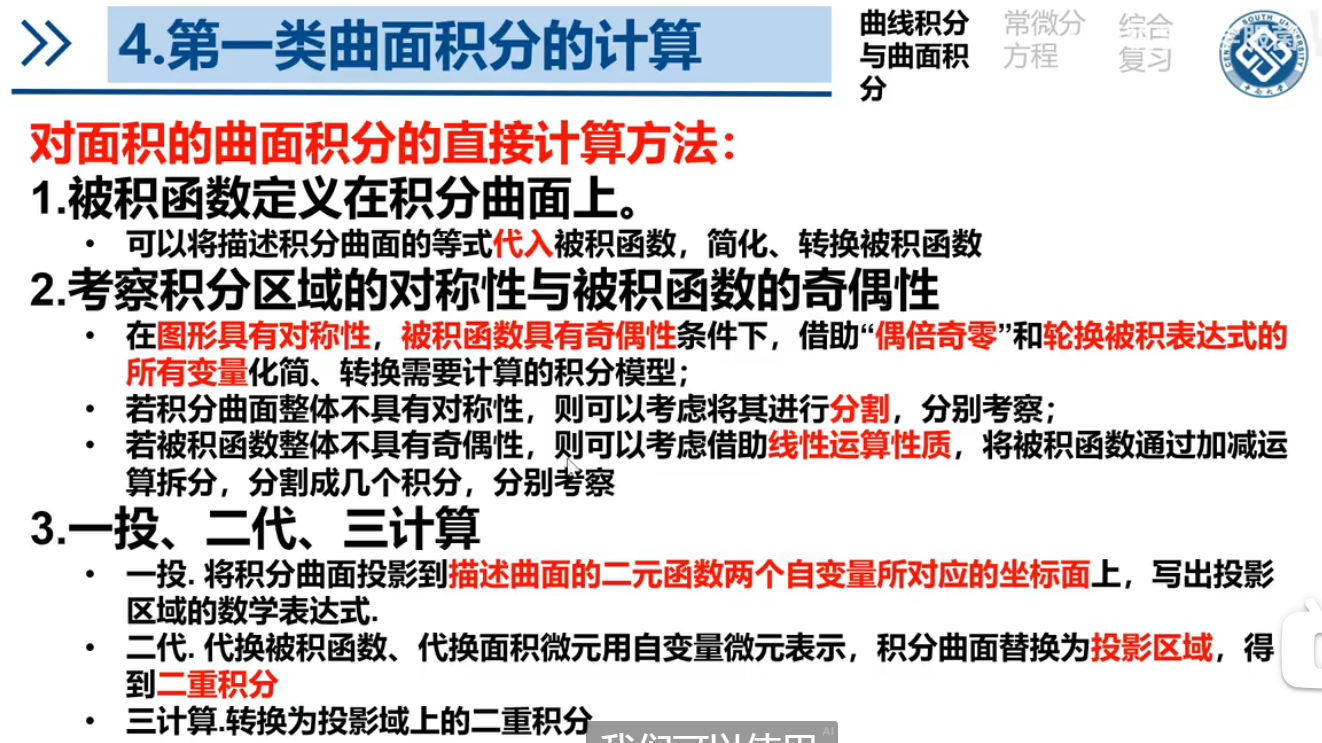 4.第一类曲面积分的计算
曲线积分
与曲面积
分
常微分
方程
综合
复习
对面积的曲面积分的直接计算方法：
1.被积函数定义在积分曲面上。
• 可以将描述积分曲面的等式代入被积函数，简化、转换被积函数
2.考察积分区域的对称性与被积函数的奇偶性
• 在图形具有对称性，被积函数具有奇偶性条件下，借助“偶倍奇零”和轮换被积表达式的
所有变量化简、转换需要计算的积分模型；
• 若积分曲面整体不具有对称性，则可以考虑将其进行分割，分别考察；
• 若被积函数整体不具有奇偶性，则可以考虑借助线性运算性质，将被积函数通过加减运
算拆分，分割成几个积分，分别考察
3.一投、二代、三计算
• 一投. 将积分曲面投影到描述曲面的二元函数两个自变量所对应的坐标面上，写出投影
区域的数学表达式.
• 二代. 代换被积函数、代换面积微元用自变量微元表示，积分曲面替换为投影区域，得
到二重积分
• 三计算.转换为投影域上的二重积分
我们可以使用
AI